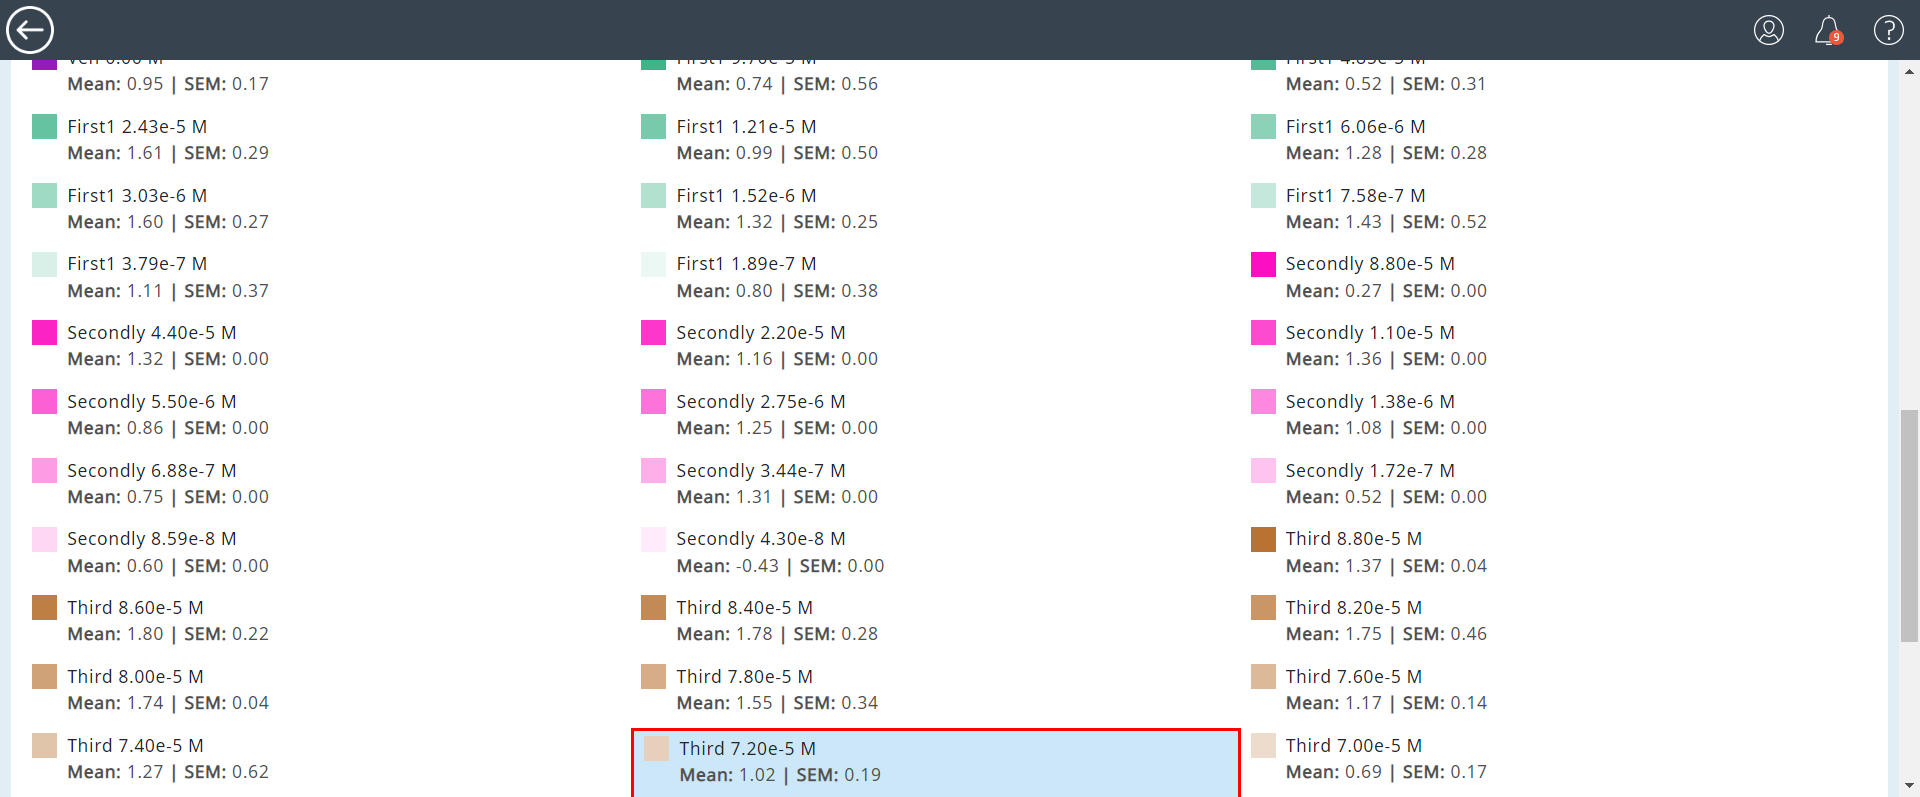 9
Veh 0.00 M
First1 9.70e-5 M
First1 4.85e-5 M
Mean: 0.95 | SEM: 0.17
Mean: 0.74 | SEM: 0.56
Mean: 0.52 | SEM: 0.31
First1 2.43e-5 M
First1 1.21e-5 M
First1 6.06e-6 M
Mean: 1.61 | SEM: 0.29
Mean: 0.99 | SEM: 0.50
Mean: 1.28 | SEM: 0.28
First1 3.03e-6 M
First1 1.52e-6 M
First1 7.58e-7 M
Mean: 1.60 | SEM: 0.27
Mean: 1.32 | SEM: 0.25
Mean: 1.43 | SEM: 0.52
First1 3.79e-7 M
First1 1.89e-7 M
Secondly 8.80e-5 M
Mean: 1.11 | SEM: 0.37
Mean: 0.80 | SEM: 0.38
Mean: 0.27 | SEM: 0.00
Secondly 4.40e-5 M
Secondly 2.20e-5 M
Secondly 1.10e-5 M
Mean: 1.32 | SEM: 0.00
Mean: 1.16 | SEM: 0.00
Mean: 1.36 | SEM: 0.00
Secondly 5.50e-6 M
Secondly 2.75e-6 M
Secondly 1.38e-6 M
Mean: 0.86 | SEM: 0.00
Mean: 1.25 | SEM: 0.00
Mean: 1.08 | SEM: 0.00
Secondly 6.88e-7 M
Secondly 3.44e-7 M
Secondly 1.72e-7 M
Mean: 0.75 | SEM: 0.00
Mean: 1.31 | SEM: 0.00
Mean: 0.52 | SEM: 0.00
Secondly 8.59e-8 M
Secondly 4.30e-8 M
Third 8.80e-5 M
Mean: 0.60 | SEM: 0.00
Mean: -0.43 | SEM: 0.00
Mean: 1.37 | SEM: 0.04
Third 8.60e-5 M
Third 8.40e-5 M
Third 8.20e-5 M
Mean: 1.80 | SEM: 0.22
Mean: 1.78 | SEM: 0.28
Mean: 1.75 | SEM: 0.46
Third 8.00e-5 M
Third 7.80e-5 M
Third 7.60e-5 M
Mean: 1.74 | SEM: 0.04
Mean: 1.55 | SEM: 0.34
Mean: 1.17 | SEM: 0.14
Third 7.40e-5 M
Third 7.20e-5 M
Third 7.00e-5 M
Mean: 1.27 | SEM: 0.62
Mean: 1.02 | SEM: 0.19
Mean: 0.69 | SEM: 0.17